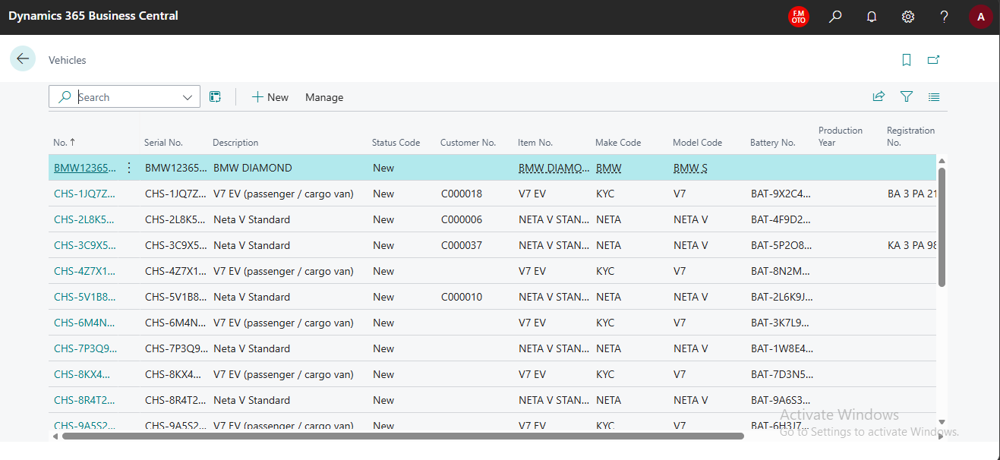 Dynamics 365 Business Central
F.M
OTO
?
A
Vehicles
Search
New Manage
No. ↑ Serial No. Description Status Code Customer No. Item No. Make Code Model Code Battery No. Production Year Registration No.
BMW12365... BMW12365... BMW DIAMOND New BMW DIAMO... BMW BMW S
CHS-1JQ7Z... CHS-1JQ7Z... V7 EV (passenger / cargo van) New C000018 V7 EV KYC V7 BAT-9X2C4... BA 3 PA 21
CHS-2L8K5... CHS-2L8K5... Neta V Standard New C000006 NETA V STAN... NETA NETA V BAT-4F9D2...
CHS-3C9X5... CHS-3C9X5... Neta V Standard New C000037 NETA V STAN... NETA NETA V BAT-5P2O8... KA 3 PA 98
CHS-4Z7X1... CHS-4Z7X1... V7 EV (passenger / cargo van) New V7 EV KYC V7 BAT-8N2M...
CHS-5V1B8... CHS-5V1B8... Neta V Standard New C000010 NETA V STAN... NETA NETA V BAT-2L6K9J...
CHS-6M4N... CHS-6M4N... V7 EV (passenger / cargo van) New V7 EV KYC V7 BAT-3K7L9...
CHS-7P3Q9... CHS-7P3Q9... Neta V Standard New NETA V STAN... NETA NETA V BAT-1W8E4...
CHS-8KX4... CHS-8KX4... V7 EV (passenger / cargo van) New V7 EV KYC V7 BAT-7D3N5...
CHS-8R4T2... CHS-8R4T2... Neta V Standard New NETA V STAN... NETA NETA V BAT-9A6S3...
CHS-9A5S2... CHS-9A5S2... V7 EV (passenger / cargo van) New V7 EV KYC V7 BAT-6H3J7...
Activate Windows
Go to Settings to activate Windows.